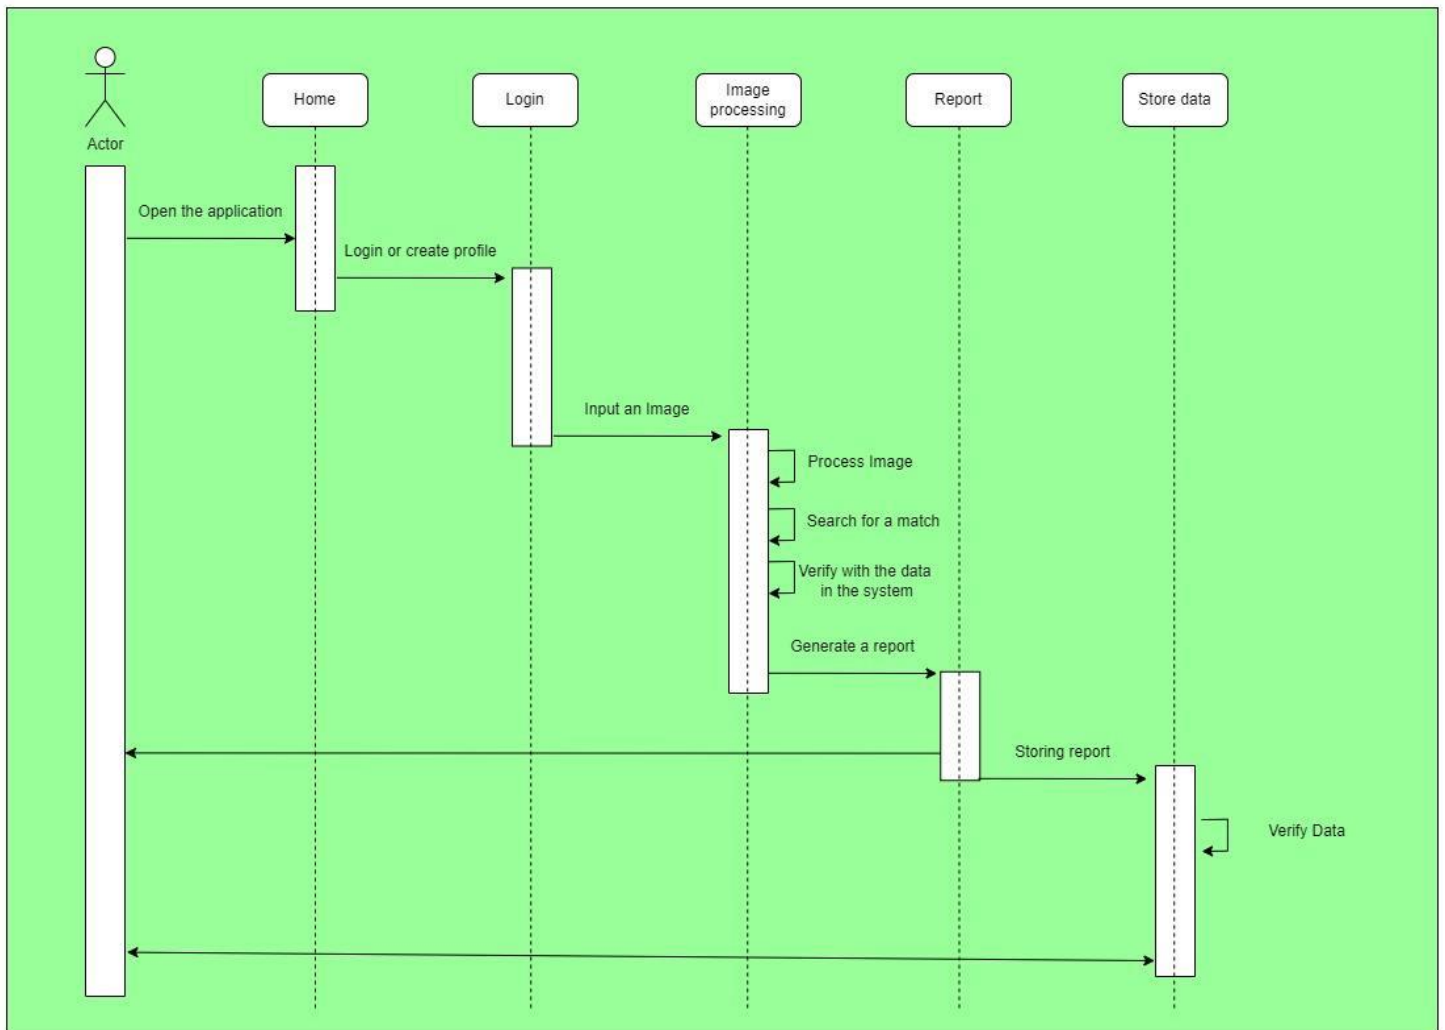 Home
Login
Image
processing
Report
Store data
Actor
Open the application
Login or create profile
Input an Image
Process Image
Search for a match
Verify with the data
in the system
Generate a report
Storing report
Verify Data